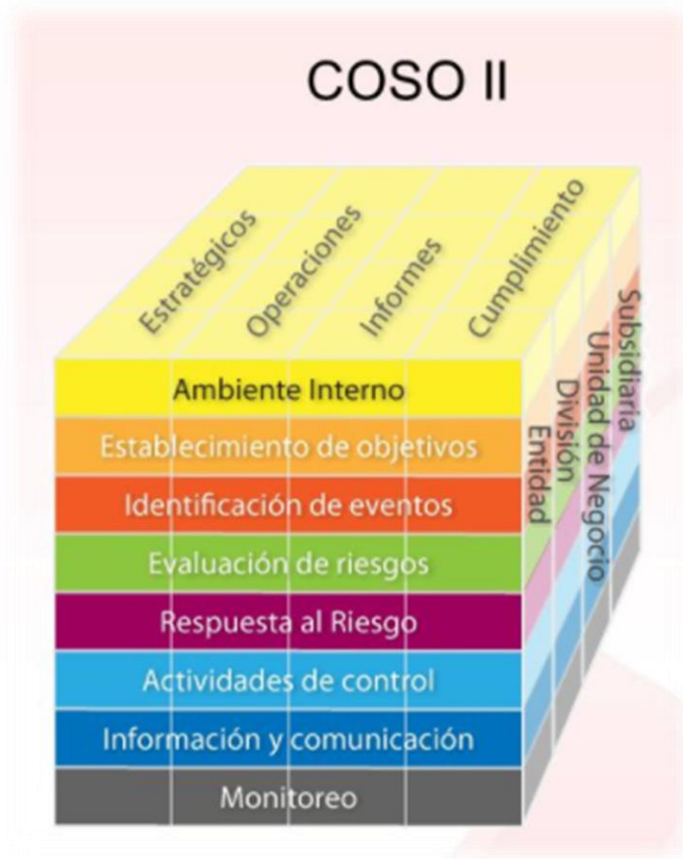 COSO II
Estratégicos
Operaciones
Informes
Cumplimiento
Ambiente Interno
Establecimiento de objetivos
Identificación de eventos
Evaluación de riesgos
Respuesta al Riesgo
Actividades de control
Información y comunicación
Monitoreo
Entidad
División
Unidad de Negocio
Subsidiaria